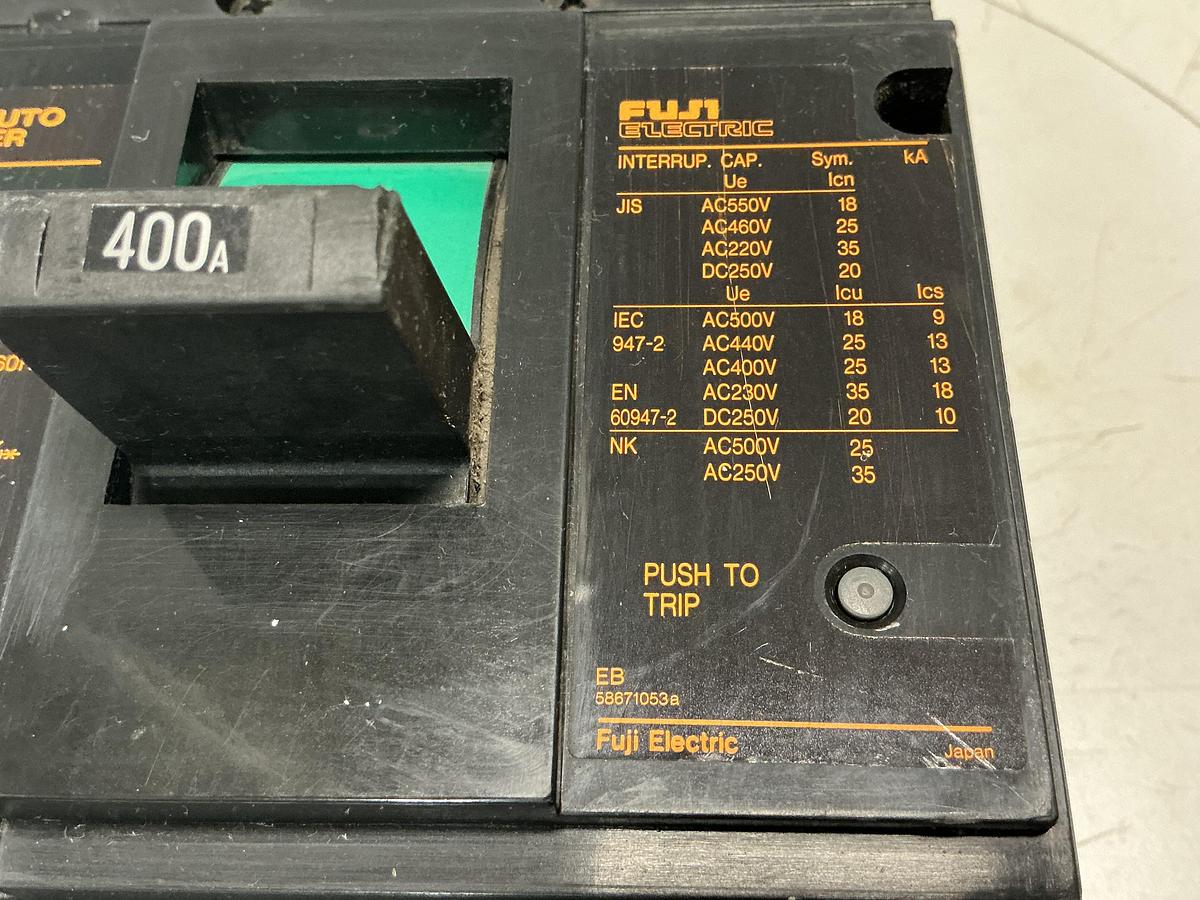 UTO
ER
400A
FUJI
ELECTRIC
INTERRUP. CAP. Sym. kA
Ue Icn
JIS AC550V 18
AC460V 25
AC220V 35
DC250V 20
Ue Icu Ics
IEC AC500V 18 9
947-2 AC440V 25 13
AC400V 25 13
EN AC230V 35 18
60947-2 DC250V 20 10
NK AC500V 25
AC250V 35
PUSH TO
TRIP
EB
58671053a
Fuji Electric Japan